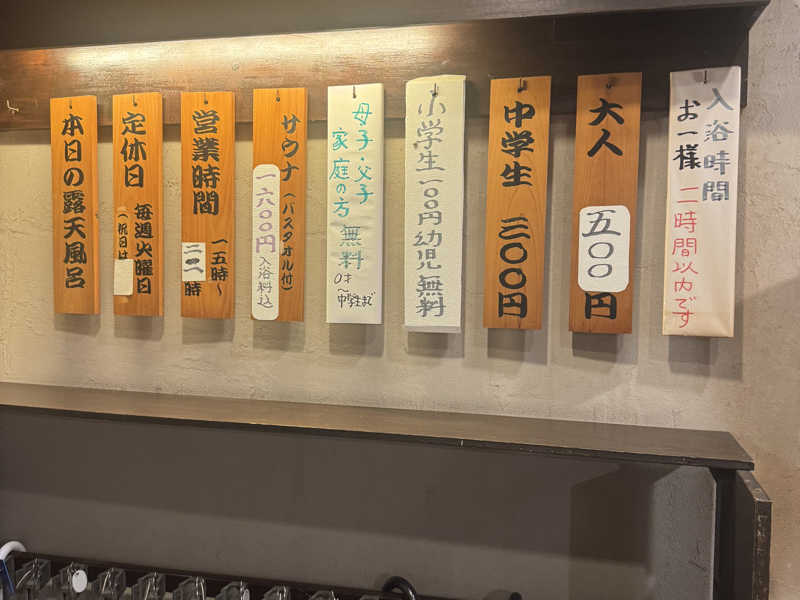 入浴時間
お一様
二時間以内です
大人
五〇〇円
中学生 三〇〇円
小学生一〇〇円幼児無料
母子・父子
家庭の方 無料
0才
〜中学生まで
サウナ(バスタオル付)
一六〇〇円入浴料込
営業時間
一五時〜
二二時
定休日
毎週火曜日
(祝日は
本日の露天風呂